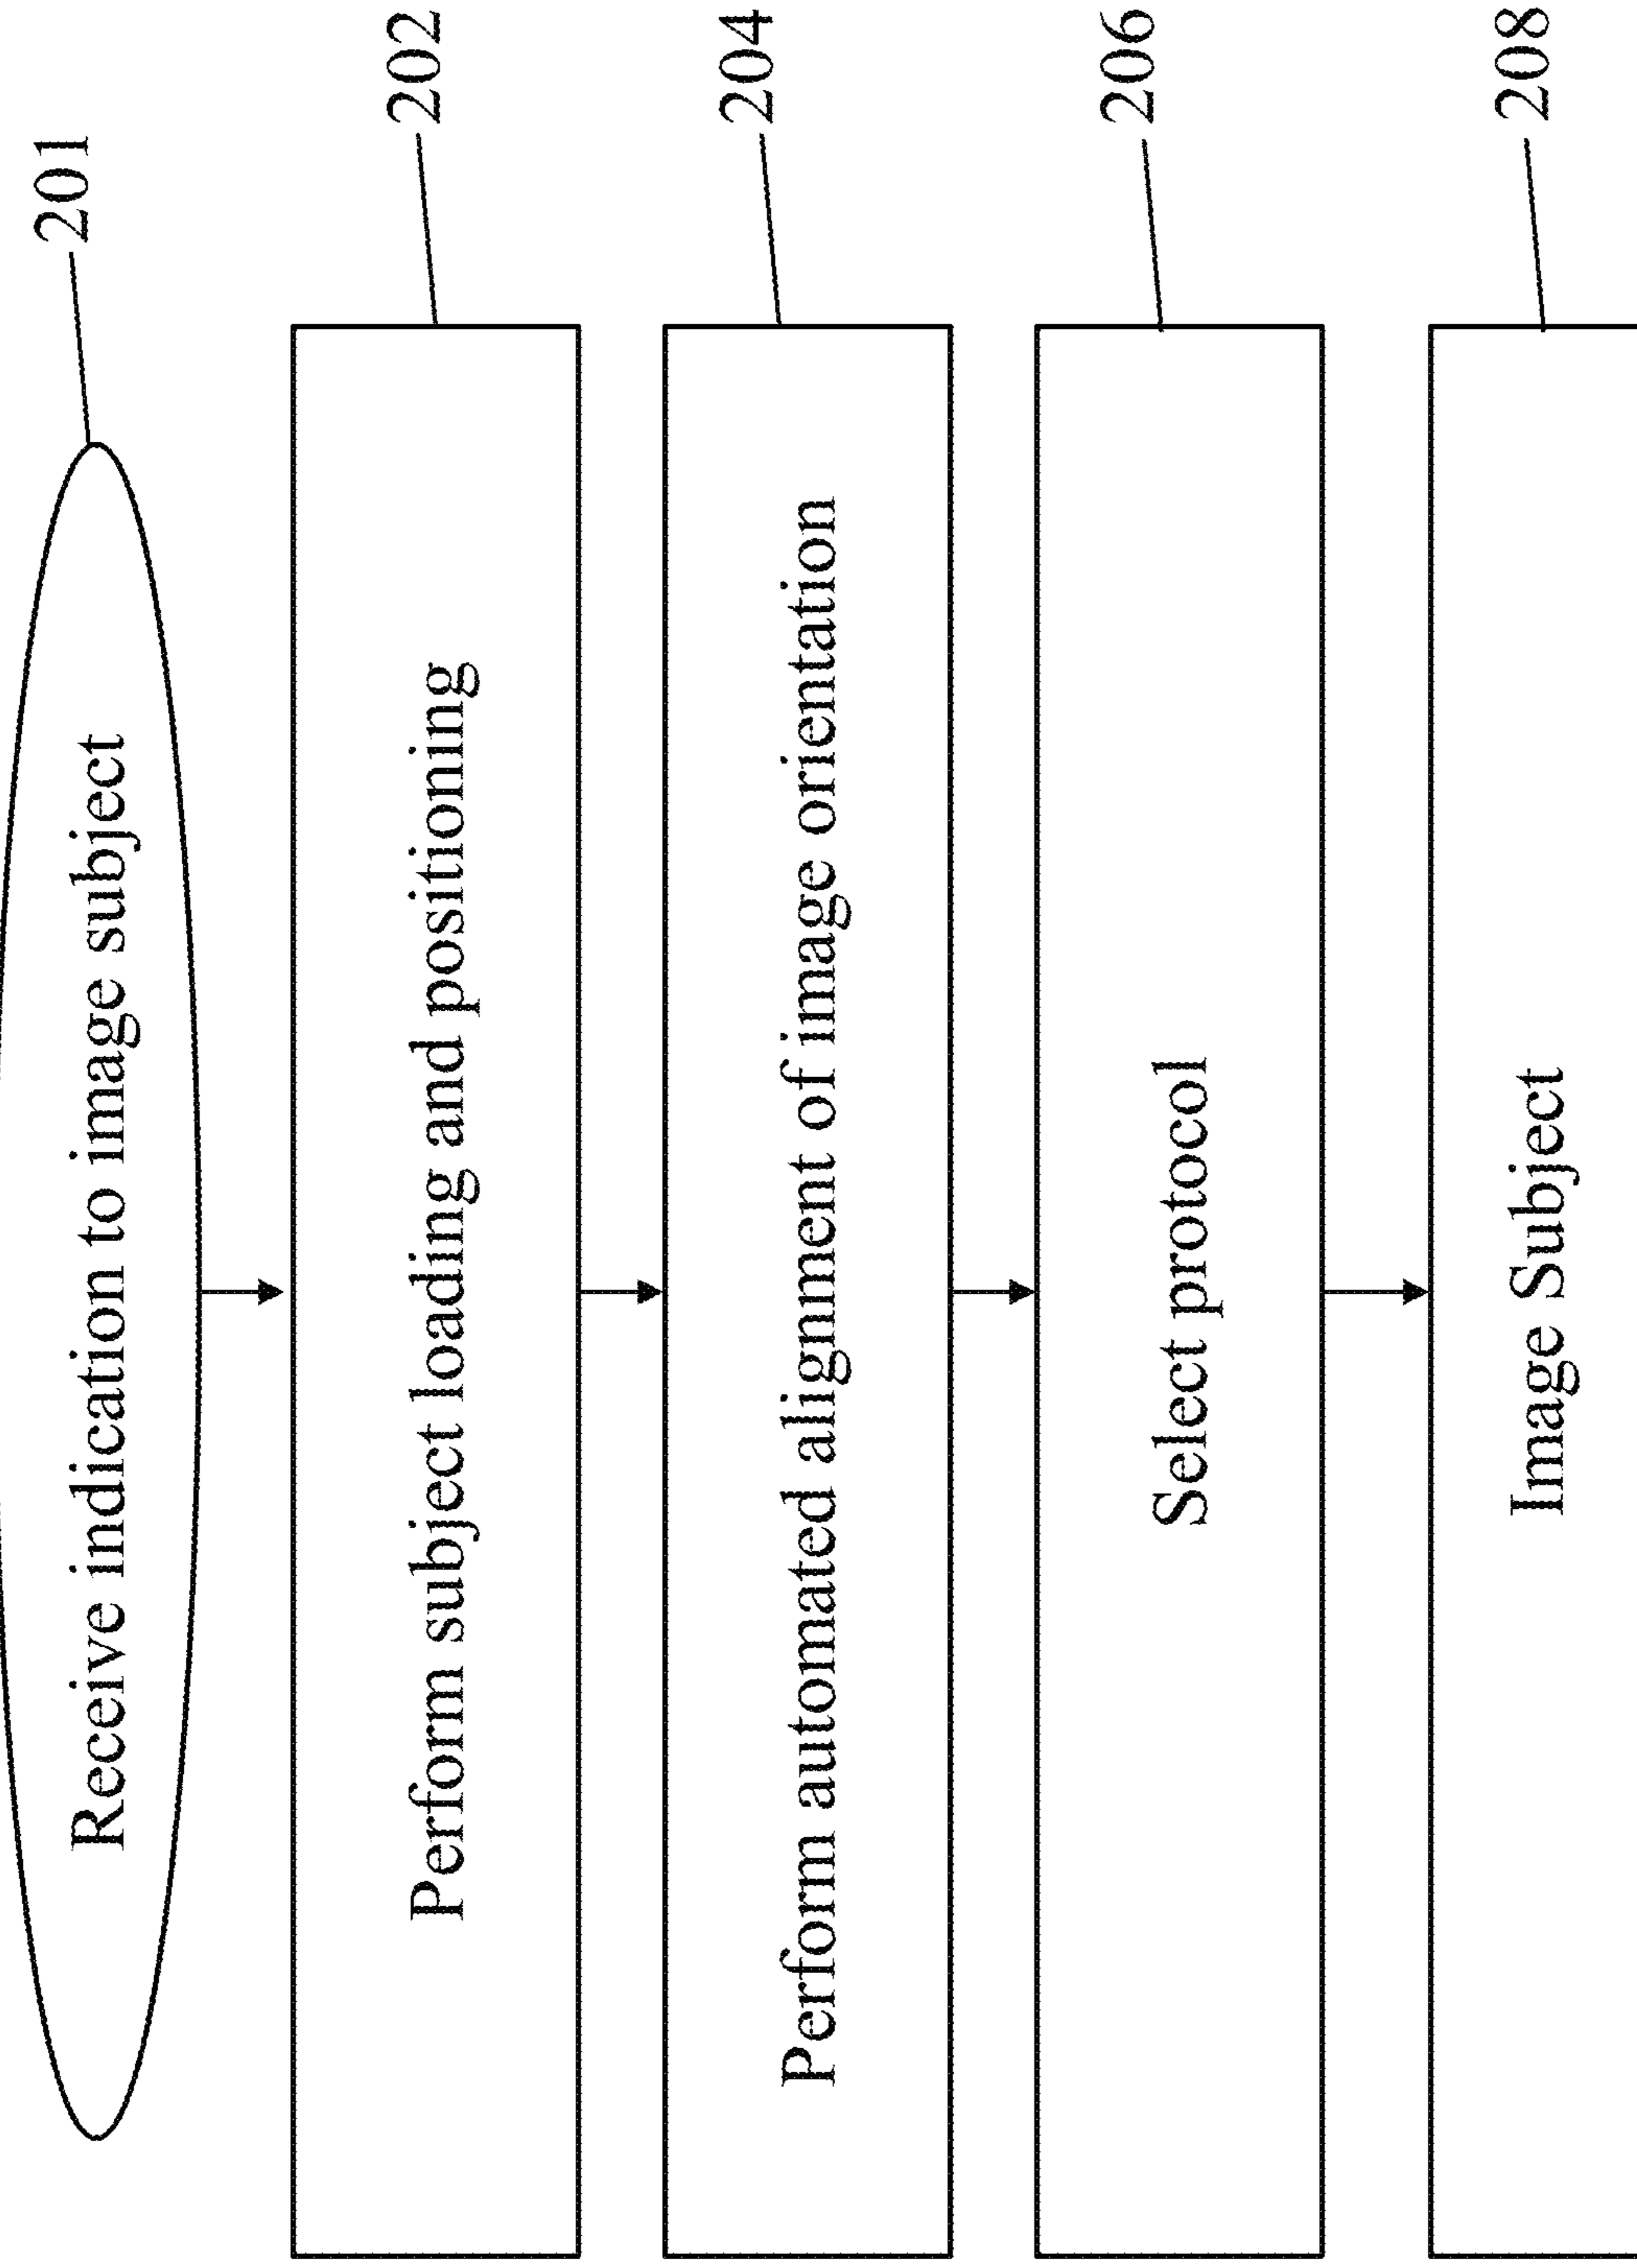 201
Receive indication to image subject
202
Perform subject loading and positioning
204
Perform automated alignment of image orientation
206
Select protocol
208
Image Subject